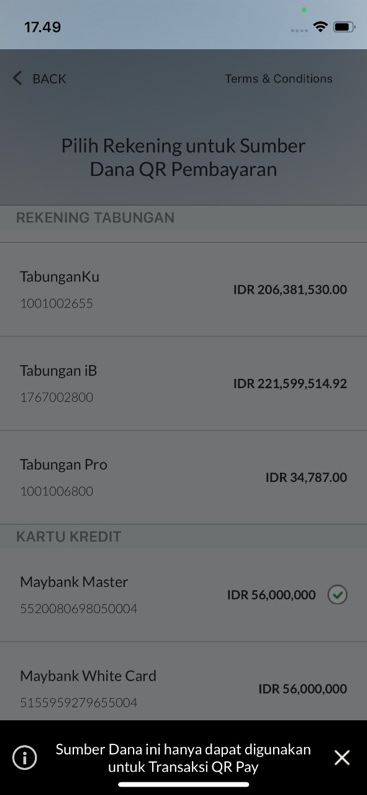 17.49
BACK
Terms & Conditions
Pilih Rekening untuk Sumber
Dana QR Pembayaran
REKENING TABUNGAN
TabunganKu
IDR 206,381,530.00
1001002655
Tabungan iB
IDR 221,599,514.92
1767002800
Tabungan Pro
IDR 34,787.00
1001006800
KARTU KREDIT
Maybank Master
IDR 56,000,000
5520080698050004
Maybank White Card
IDR 56,000,000
5155959279655004
Sumber Dana ini hanya dapat digunakan
untuk Transaksi QR Pay